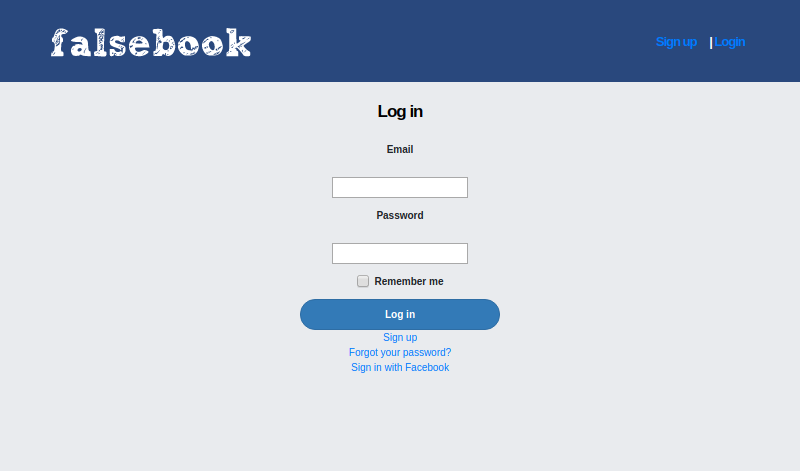 falsebook
Sign up | Login
Log in
Email
Password
Remember me
Log in
Sign up
Forgot your password?
Sign in with Facebook